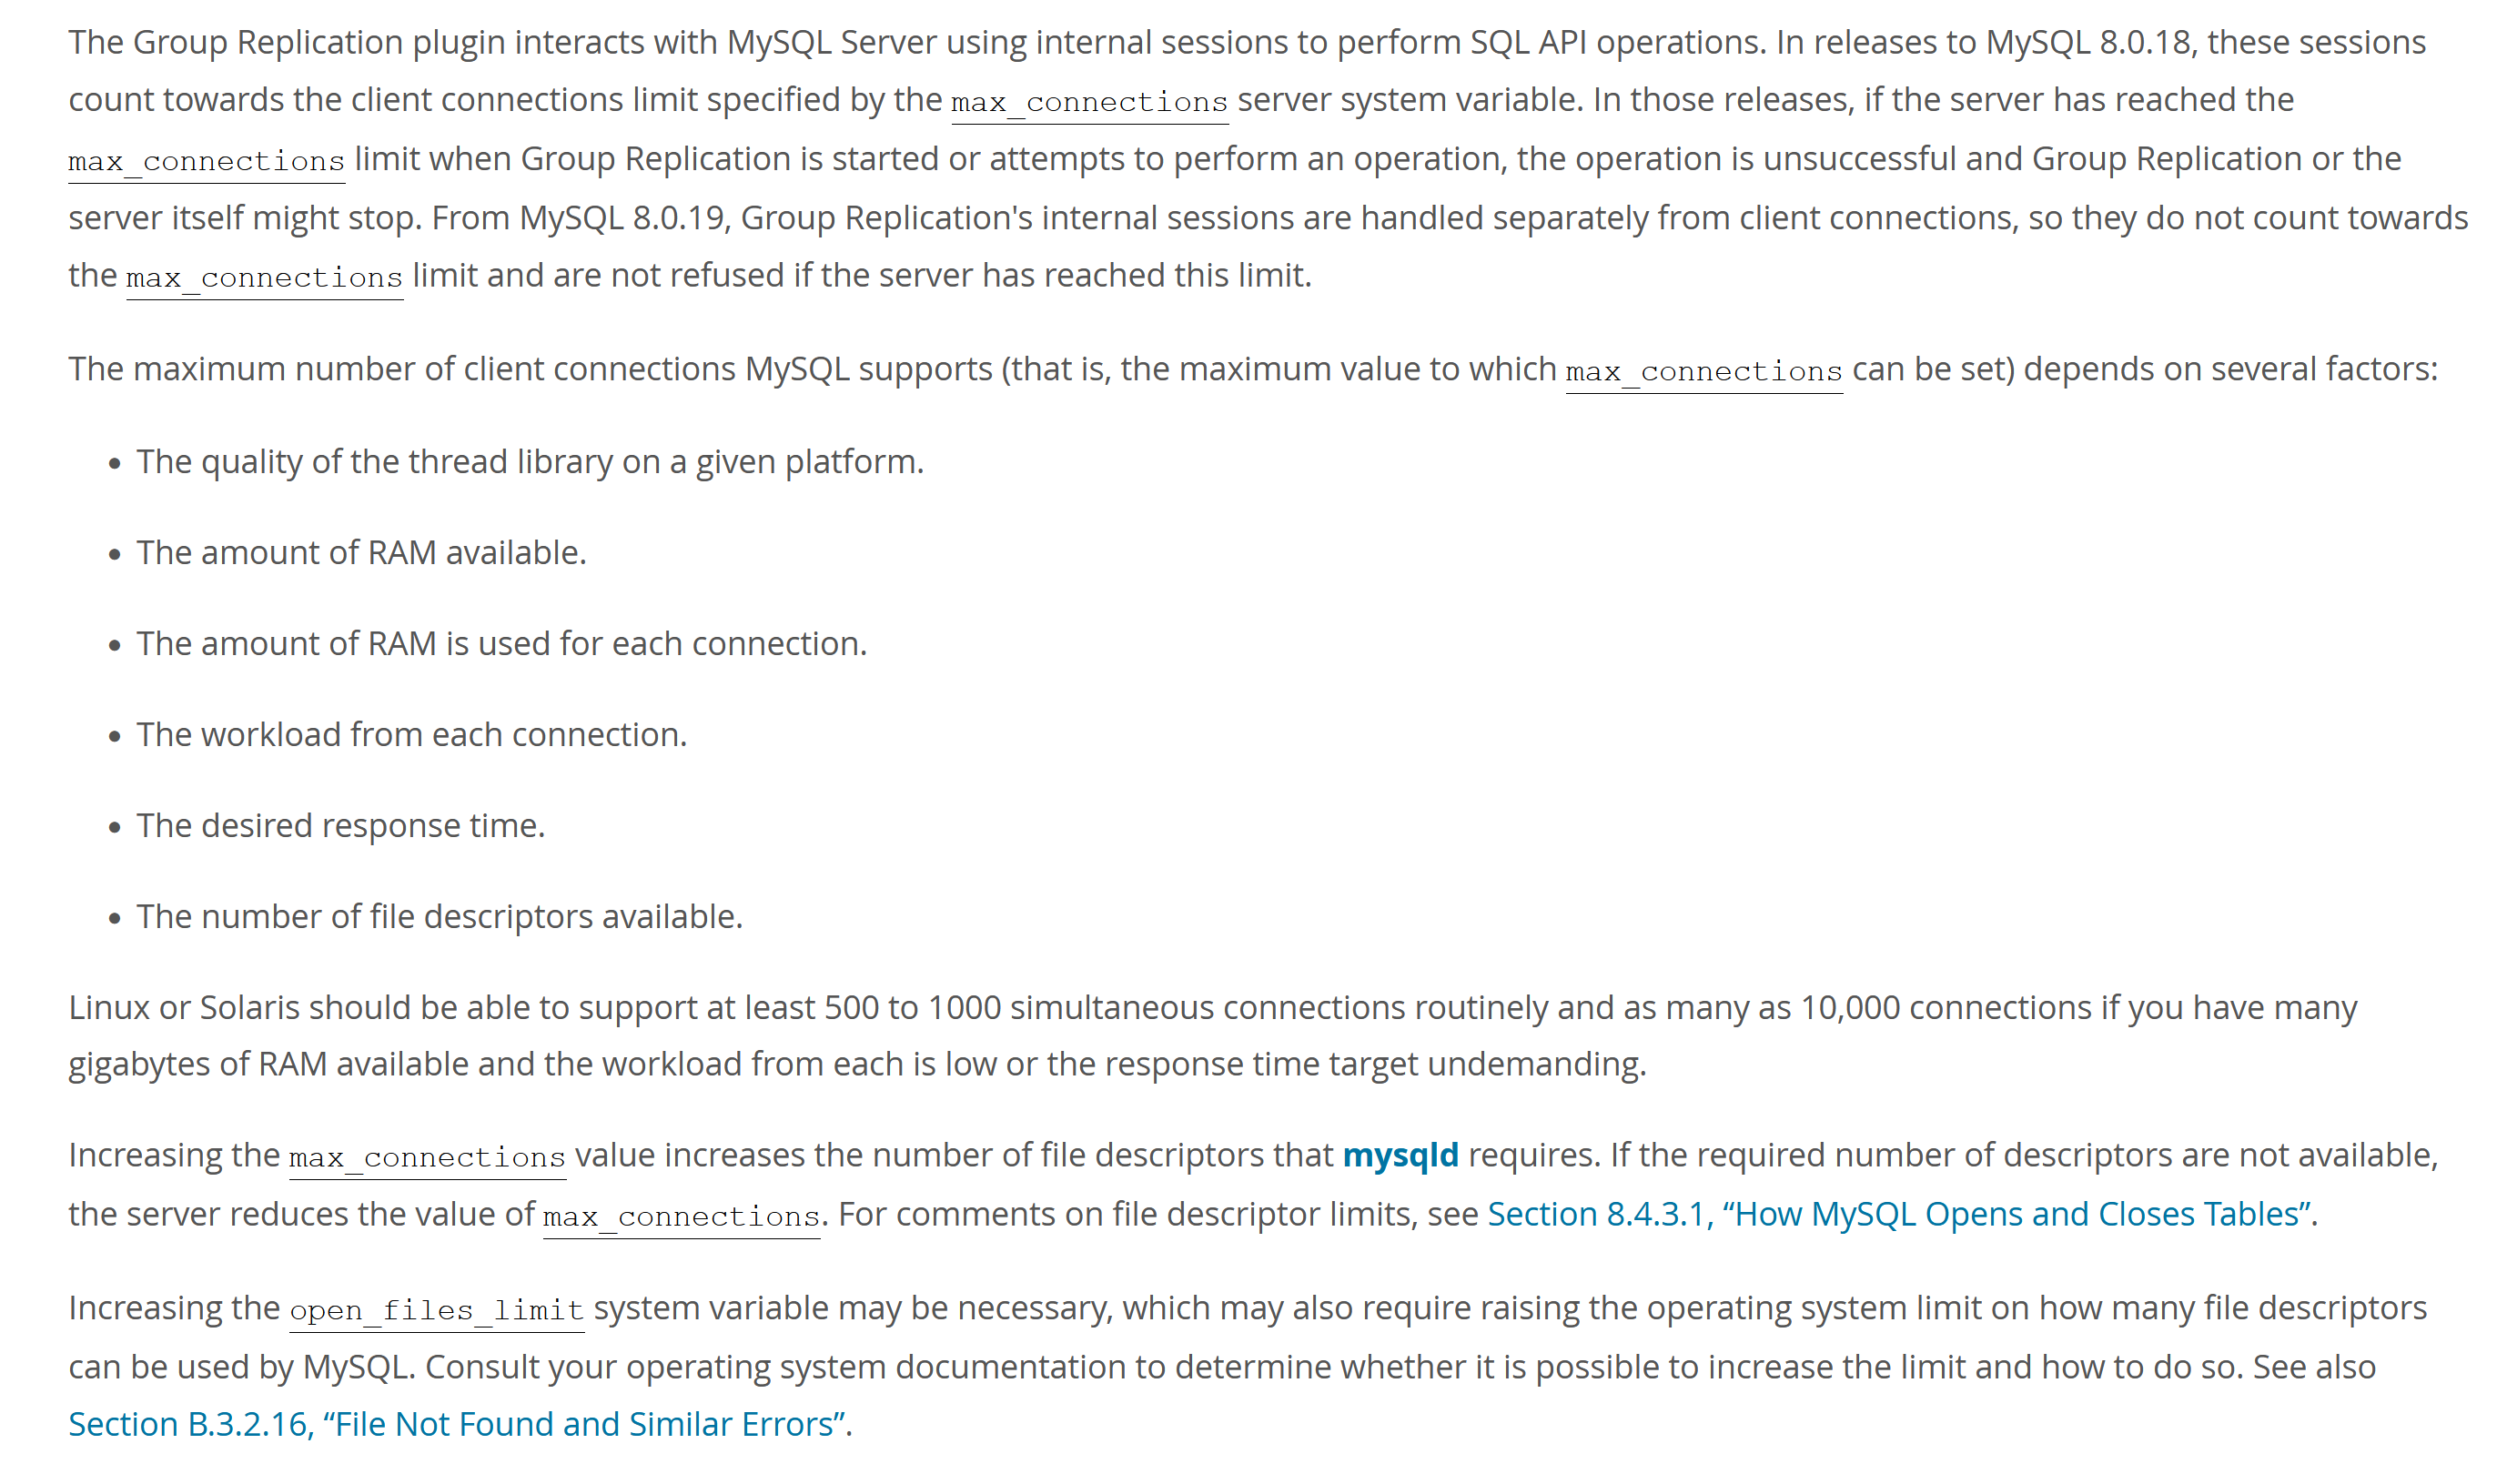 The Group Replication plugin interacts with MySQL Server using internal sessions to perform SQL API operations. In releases to MySQL 8.0.18, these sessions
count towards the client connections limit specified by the max_connections server system variable. In those releases, if the server has reached the
max_connections limit when Group Replication is started or attempts to perform an operation, the operation is unsuccessful and Group Replication or the
server itself might stop. From MySQL 8.0.19, Group Replication's internal sessions are handled separately from client connections, so they do not count towards
the max_connections limit and are not refused if the server has reached this limit.
The maximum number of client connections MySQL supports (that is, the maximum value to which max_connections can be set) depends on several factors:
• The quality of the thread library on a given platform.
• The amount of RAM available.
• The amount of RAM is used for each connection.
• The workload from each connection.
• The desired response time.
• The number of file descriptors available.
Linux or Solaris should be able to support at least 500 to 1000 simultaneous connections routinely and as many as 10,000 connections if you have many
gigabytes of RAM available and the workload from each is low or the response time target undemanding.
Increasing the max_connections value increases the number of file descriptors that mysqld requires. If the required number of descriptors are not available,
the server reduces the value of max_connections. For comments on file descriptor limits, see Section 8.4.3.1, “How MySQL Opens and Closes Tables”.
Increasing the open_files_limit system variable may be necessary, which may also require raising the operating system limit on how many file descriptors
can be used by MySQL. Consult your operating system documentation to determine whether it is possible to increase the limit and how to do so. See also
Section B.3.2.16, “File Not Found and Similar Errors”.